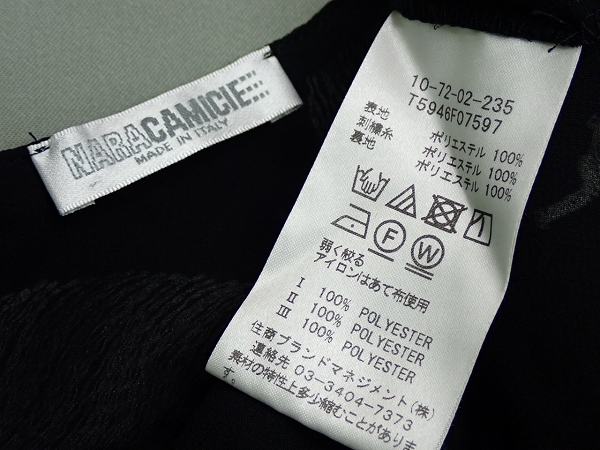 NARACAMICIE
MADE IN ITALY
10-72-02-235
T5946F07597
表地 ポリエステル 100%
刺繍糸 ポリエステル 100%
裏地 ポリエステル 100%
F W
弱く絞る
アイロンはあて布使用
I 100% POLYESTER
II 100% POLYESTER
III 100% POLYESTER
住商ブランドマネジメント(株)
連絡先 03-3404-7373
素材の特性上多少縮むことがありま
す。